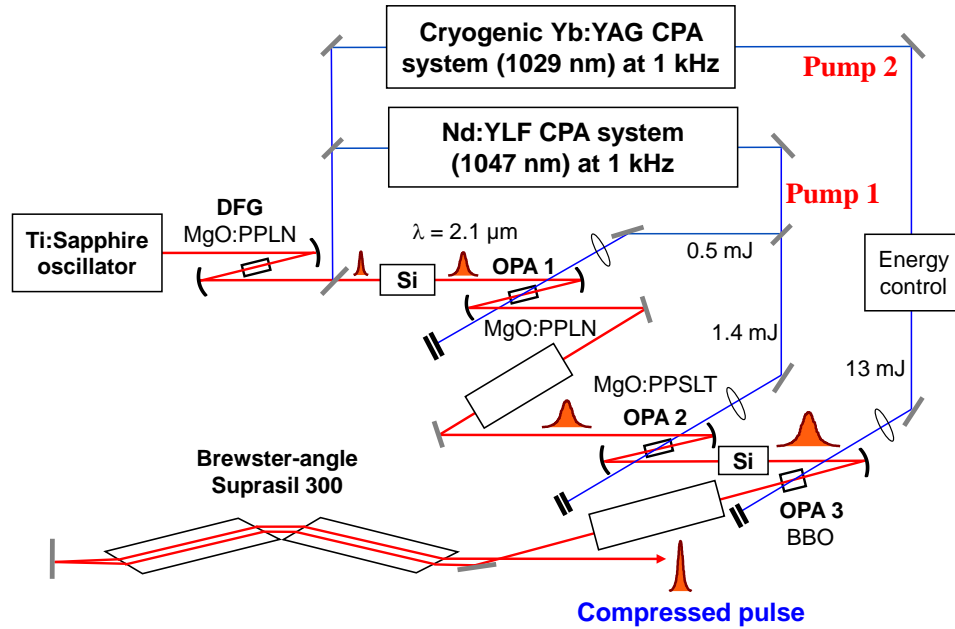 Cryogenic Yb:YAG CPA
system (1029 nm) at 1 kHz
Pump 2
Nd:YLF CPA system
(1047 nm) at 1 kHz
Pump 1
DFG
MgO:PPLN
Ti:Sapphire
oscillator
λ = 2.1 μm
Si
OPA 1
0.5 mJ
Energy
control
MgO:PPLN
1.4 mJ
13 mJ
MgO:PPSLT
OPA 2
Si
Brewster-angle
Suprasil 300
OPA 3
BBO
Compressed pulse